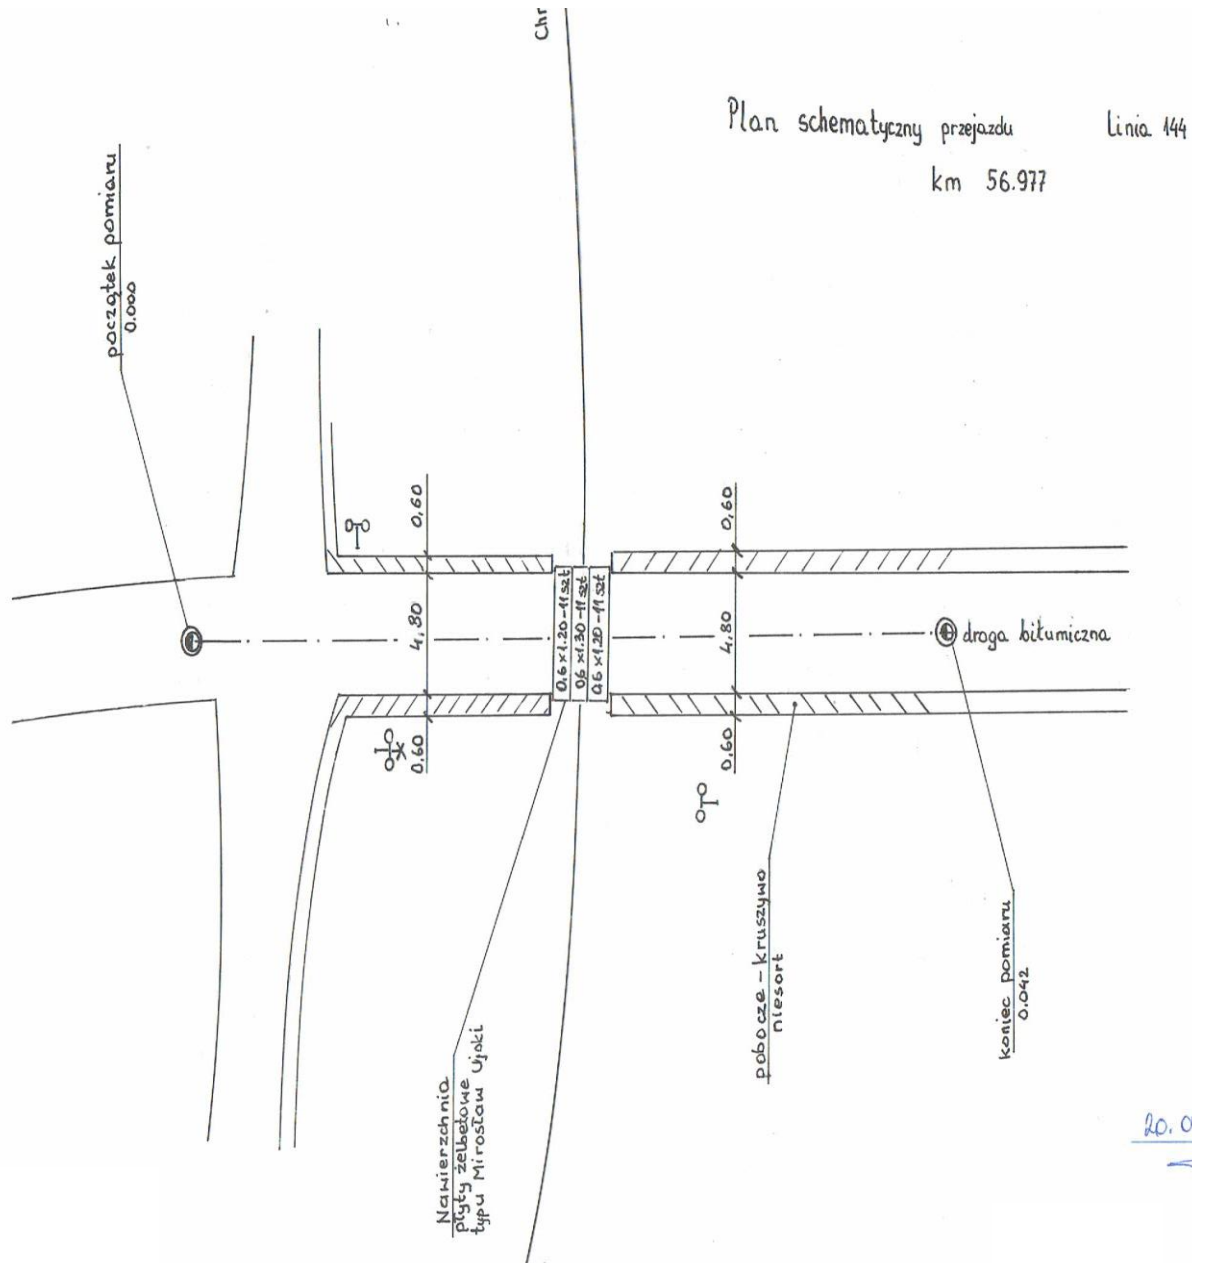 Chr
Plan schematyczny przejazdu Linia 144
km 56.977
początek pomiaru
0.000
0,60
4,80
0.60
0,6 x 1.20 - 11 szt
0,6 x 1.30 - 11 szt
0,6 x 1.20 - 11 szt
0,60
4,80
0,60
droga bitumiczna
Nawierzchnia
płyty żelbetowe
typu Mirosław Ujski
pobocze - kruszywo
niesort
koniec pomiaru
0.042
20.0